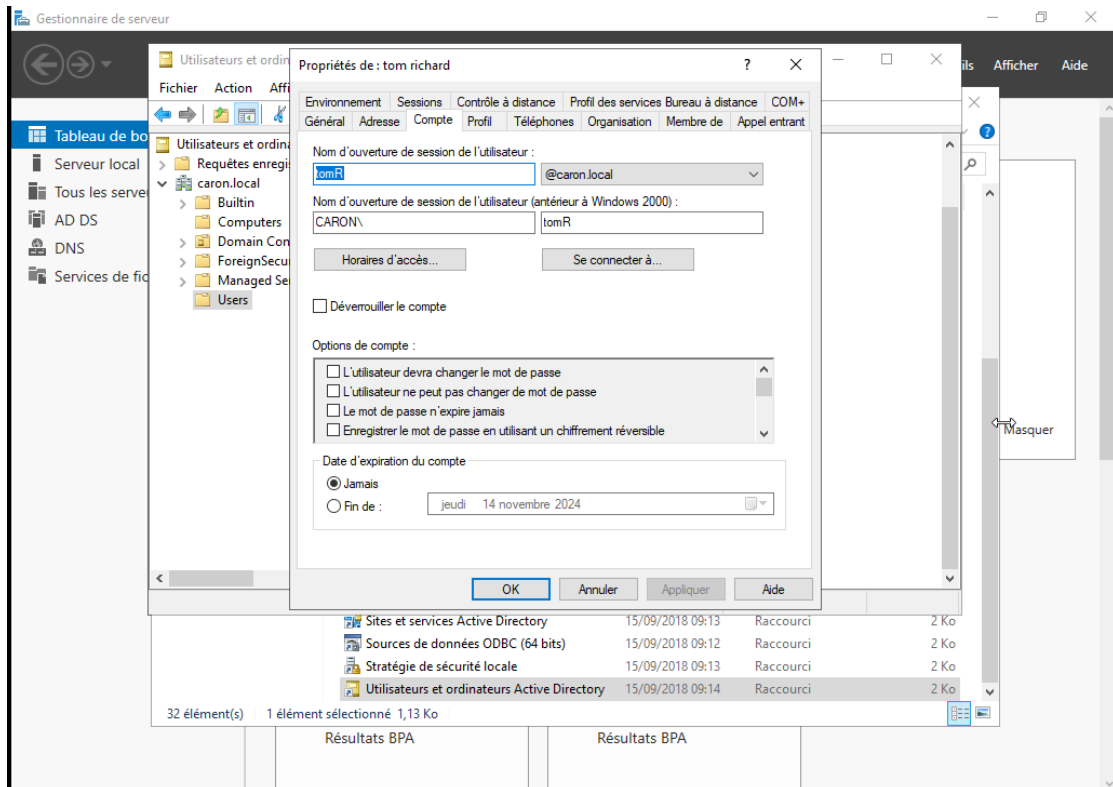 Gestionnaire de serveur
Afficher
Aide
Tableau de bo
Serveur local
Tous les serve
AD DS
DNS
Services de fic
Utilisateurs et ordin
Fichier Action Affi
Utilisateurs et ordina
Requêtes enregi
caron.local
Builtin
Computers
Domain Con
ForeignSecu
Managed Se
Users
Propriétés de : tom richard
Environnement Sessions Contrôle à distance Profil des services Bureau à distance COM+
Général Adresse Compte Profil Téléphones Organisation Membre de Appel entrant
Nom d'ouverture de session de l'utilisateur :
tomR @caron.local
Nom d'ouverture de session de l'utilisateur (antérieur à Windows 2000) :
CARON\ tomR
Horaires d'accès... Se connecter à...
Déverrouiller le compte
Options de compte :
L'utilisateur devra changer le mot de passe
L'utilisateur ne peut pas changer de mot de passe
Le mot de passe n'expire jamais
Enregistrer le mot de passe en utilisant un chiffrement réversible
Date d'expiration du compte
Jamais
Fin de : jeudi 14 novembre 2024
OK Annuler Appliquer Aide
Masquer
Sites et services Active Directory 15/09/2018 09:13 Raccourci 2 Ko
Sources de données ODBC (64 bits) 15/09/2018 09:12 Raccourci 2 Ko
Stratégie de sécurité locale 15/09/2018 09:13 Raccourci 2 Ko
Utilisateurs et ordinateurs Active Directory 15/09/2018 09:14 Raccourci 2 Ko
32 élément(s) 1 élément sélectionné 1,13 Ko
Résultats BPA Résultats BPA